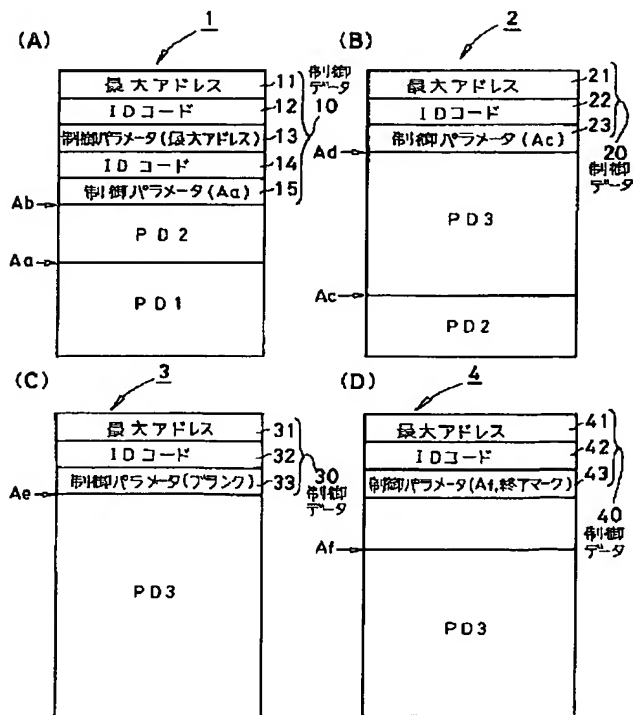 (A)
1
最大アドレス
11
IDコード
12
制御パラメータ(最大アドレス)
13
IDコード
14
制御パラメータ(Aa)
15
制御データ
10
Ab
PD2
Aa
PD1
(B)
2
最大アドレス
21
IDコード
22
制御パラメータ(Ac)
23
20
制御データ
Ad
PD3
Ac
PD2
(C)
3
最大アドレス
31
IDコード
32
制御パラメータ(ブランク)
33
30
制御データ
Ae
PD3
(D)
4
最大アドレス
41
IDコード
42
制御パラメータ(Af,終了マーク)
43
40
制御データ
Af
PD3